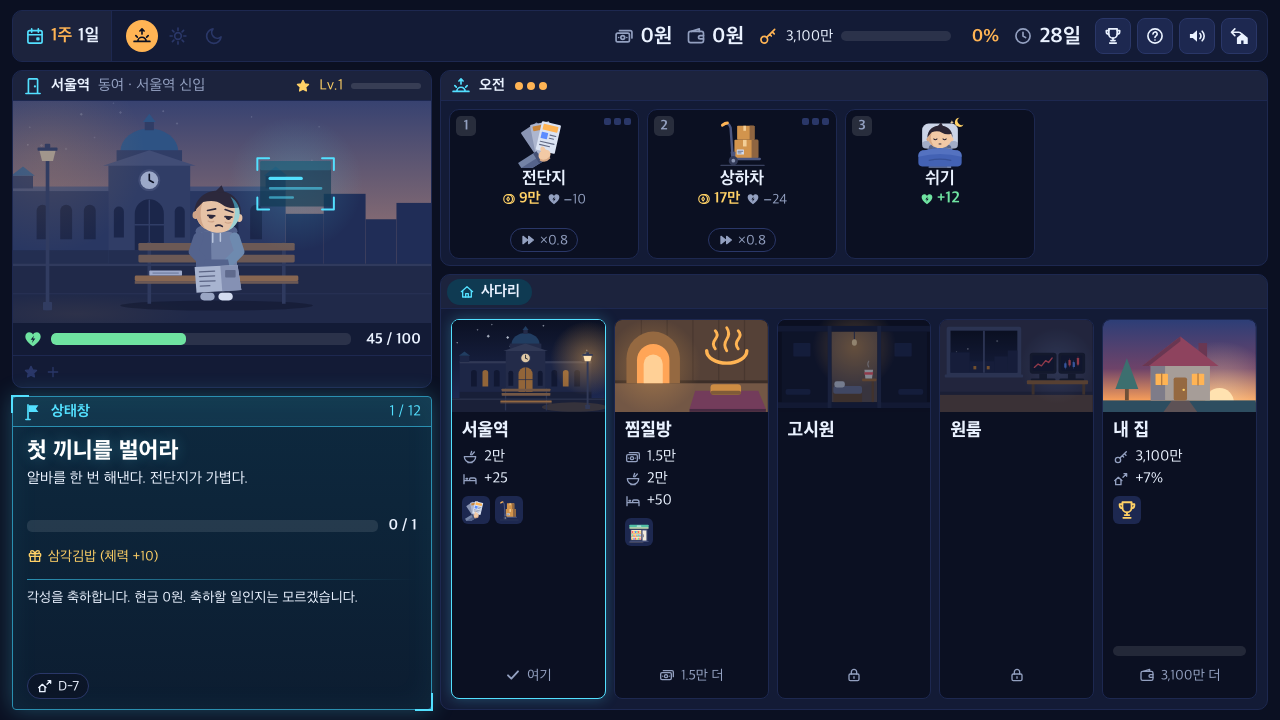 1주 1일
0원
0원
3,100만
0%
28일
서울역 동여 · 서울역 신입
Lv.1
45 / 100
상태창
1 / 12
첫 끼니를 벌어라
알바를 한 번 해낸다. 전단지가 가볍다.
0 / 1
삼각김밥 (체력 +10)
각성을 축하합니다. 현금 0원. 축하할 일인지는 모르겠습니다.
D-7
오전
1
전단지
9만 −10
×0.8
2
상하차
17만 −24
×0.8
3
쉬기
+12
사다리
서울역
2만
+25
여기
찜질방
1.5만
2만
+50
1.5만 더
고시원
원룸
내 집
3,100만
+7%
3,100만 더